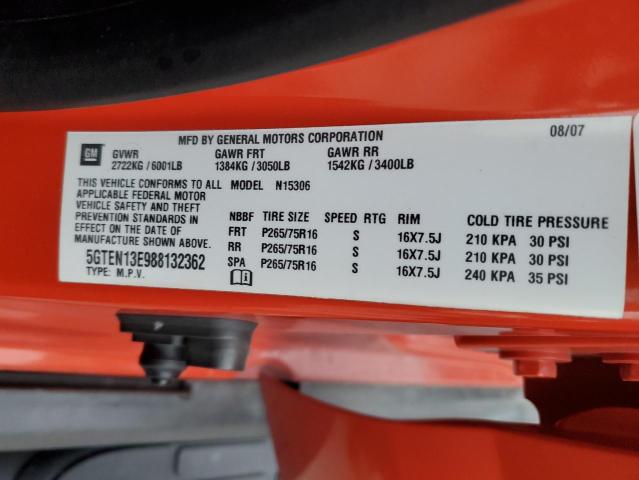 MFD BY GENERAL MOTORS CORPORATION 08/07
GM GVWR GAWR FRT GAWR RR
2722KG / 6001LB 1384KG / 3050LB 1542KG / 3400LB
THIS VEHICLE CONFORMS TO ALL MODEL N15306
APPLICABLE FEDERAL MOTOR
VEHICLE SAFETY AND THEFT
PREVENTION STANDARDS IN
EFFECT ON THE DATE OF
MANUFACTURE SHOWN ABOVE.
5GTEN13E988132362
TYPE: M.P.V.
NBBF TIRE SIZE SPEED RTG RIM COLD TIRE PRESSURE
FRT P265/75R16 S 16X7.5J 210 KPA 30 PSI
RR P265/75R16 S 16X7.5J 210 KPA 30 PSI
SPA P265/75R16 S 16X7.5J 240 KPA 35 PSI